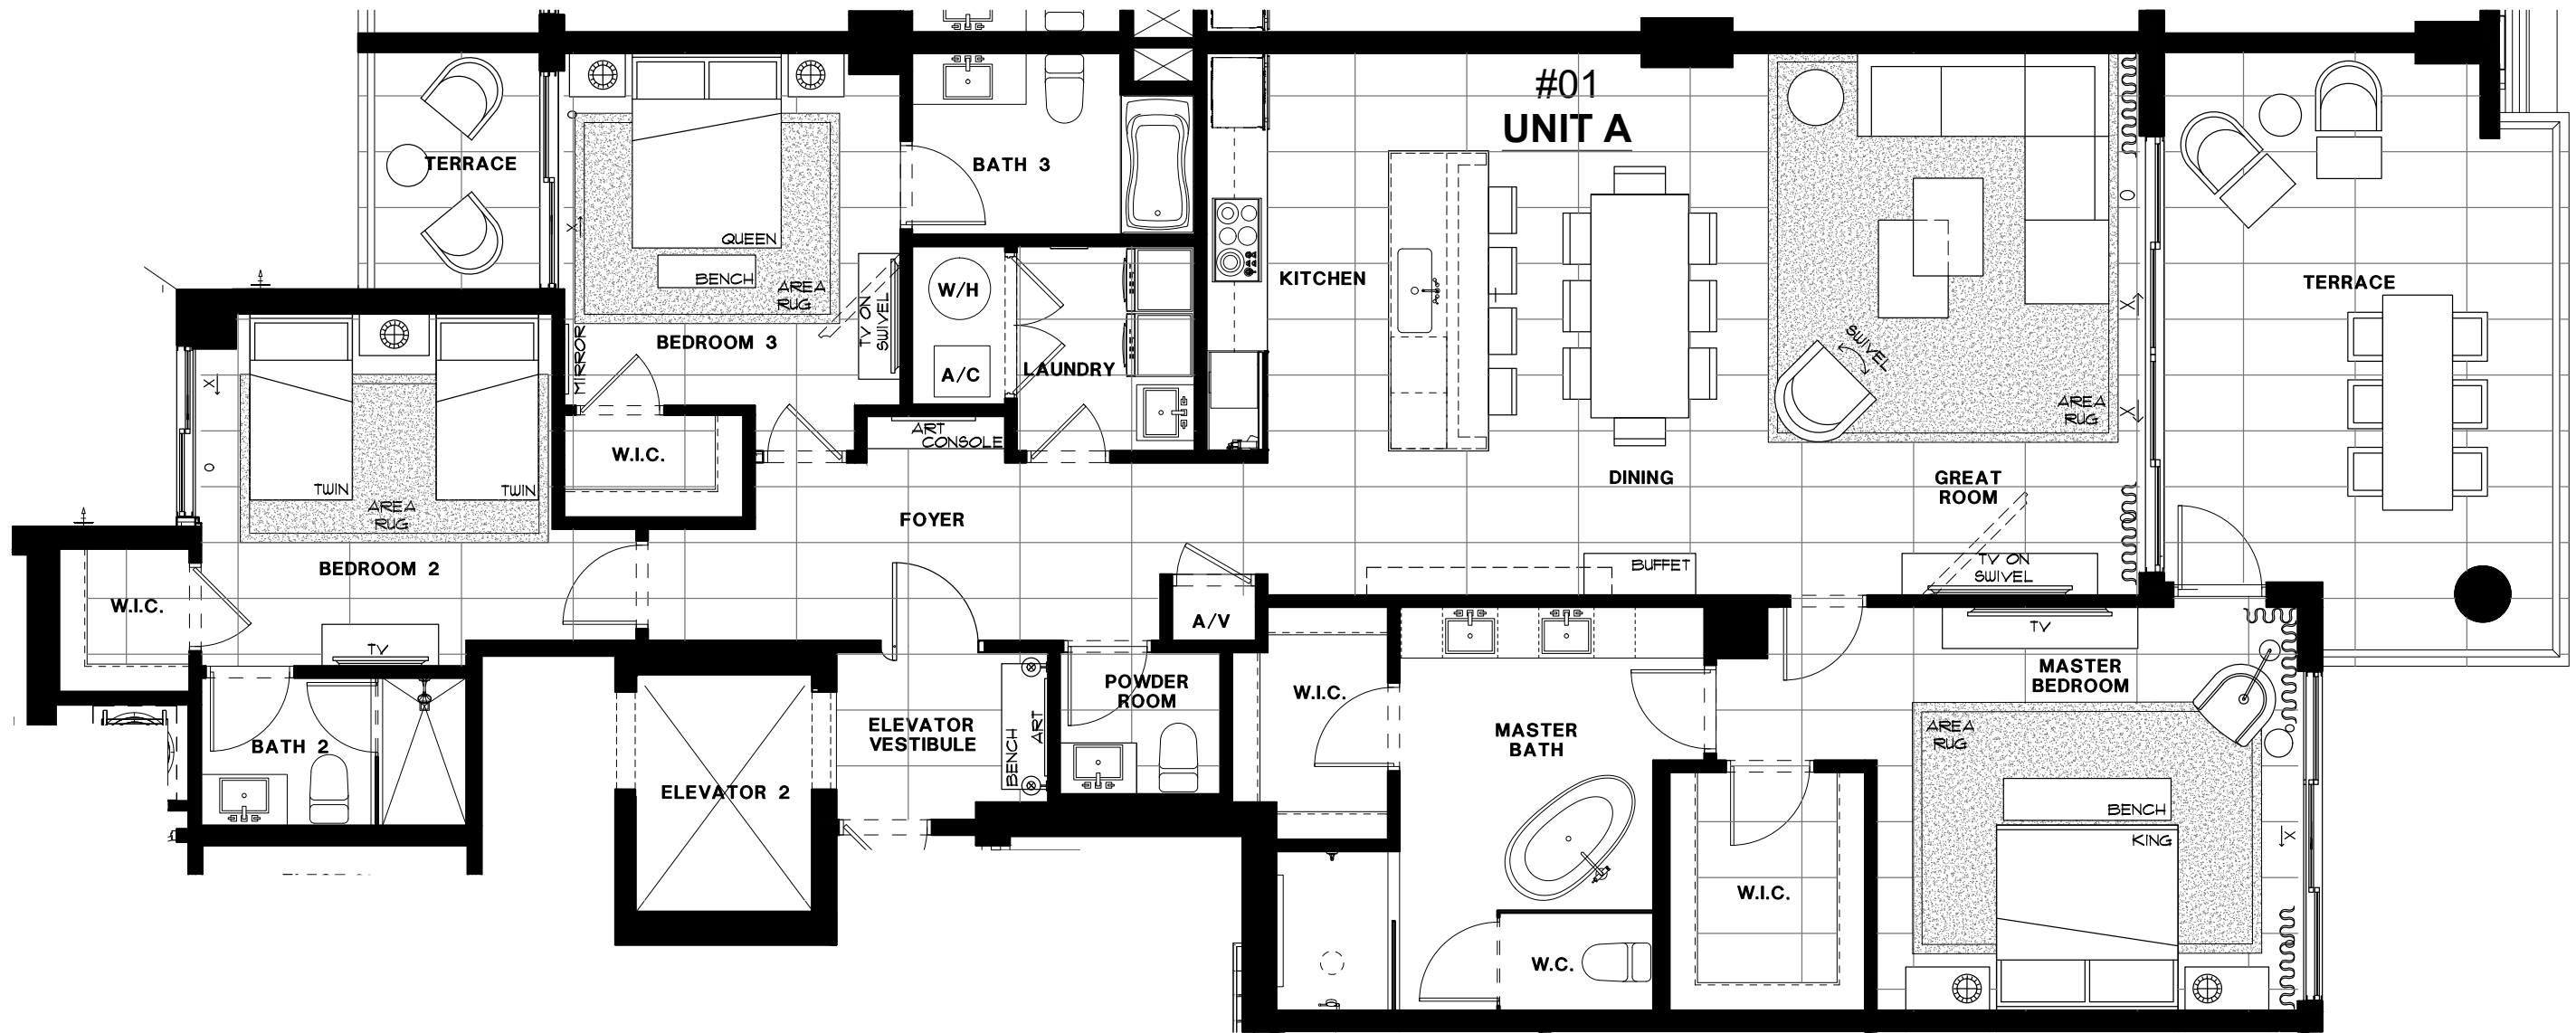 #01
UNIT A
TERRACE
QUEEN
BENCH
AREA
RUG
BEDROOM 3
MIRROR
TV ON
SWIVEL
X
O
BATH 3
W/H
A/C
LAUNDRY
KITCHEN
DINING
GREAT
ROOM
SWIVEL
AREA
RUG
O
X
X
TERRACE
X
O
TWIN
TWIN
AREA
RUG
BEDROOM 2
W.I.C.
W.I.C.
ART
CONSOLE
FOYER
BUFFET
TV ON
SWIVEL
TV
TV
A/V
W.I.C.
BATH 2
ELEVATOR 2
ELEVATOR
VESTIBULE
BENCH
ART
POWDER
ROOM
MASTER
BATH
W.C.
W.I.C.
MASTER
BEDROOM
AREA
RUG
BENCH
KING
X